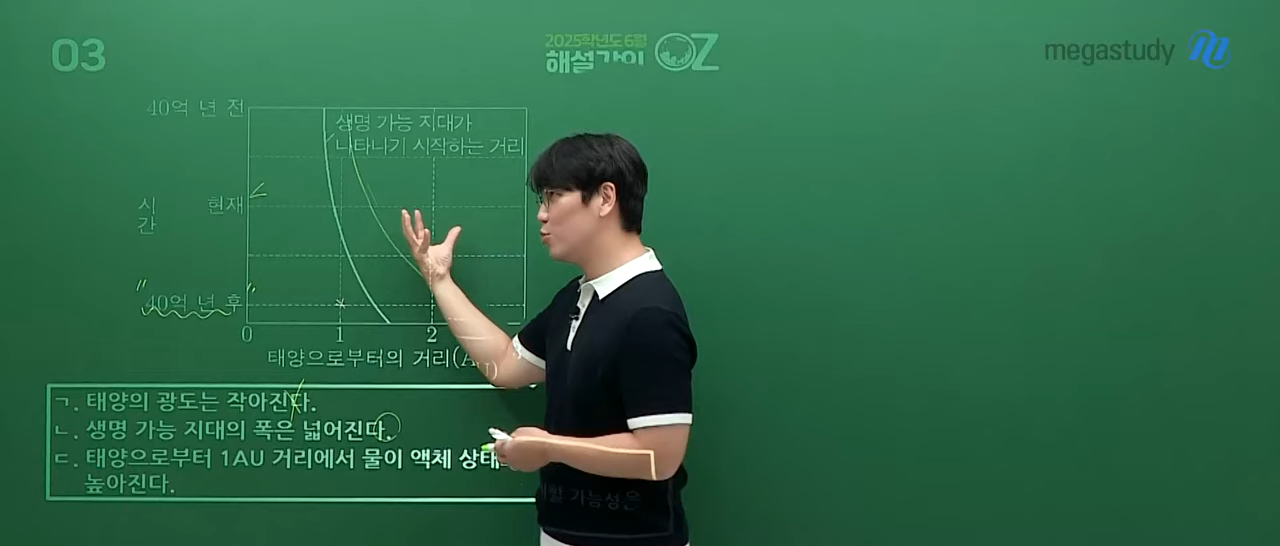 03
2025학년도 6월
해설강의 OZ
megastudy
40억 년 전
생명 가능 지대가
나타나기 시작하는 거리
시간
현재
40억 년 후
0 1 2
태양으로부터의 거리(AU)
ㄱ. 태양의 광도는 작아진다.
ㄴ. 생명 가능 지대의 폭은 넓어진다.
ㄷ. 태양으로부터 1AU 거리에서 물이 액체 상태
가능성은
높아진다.